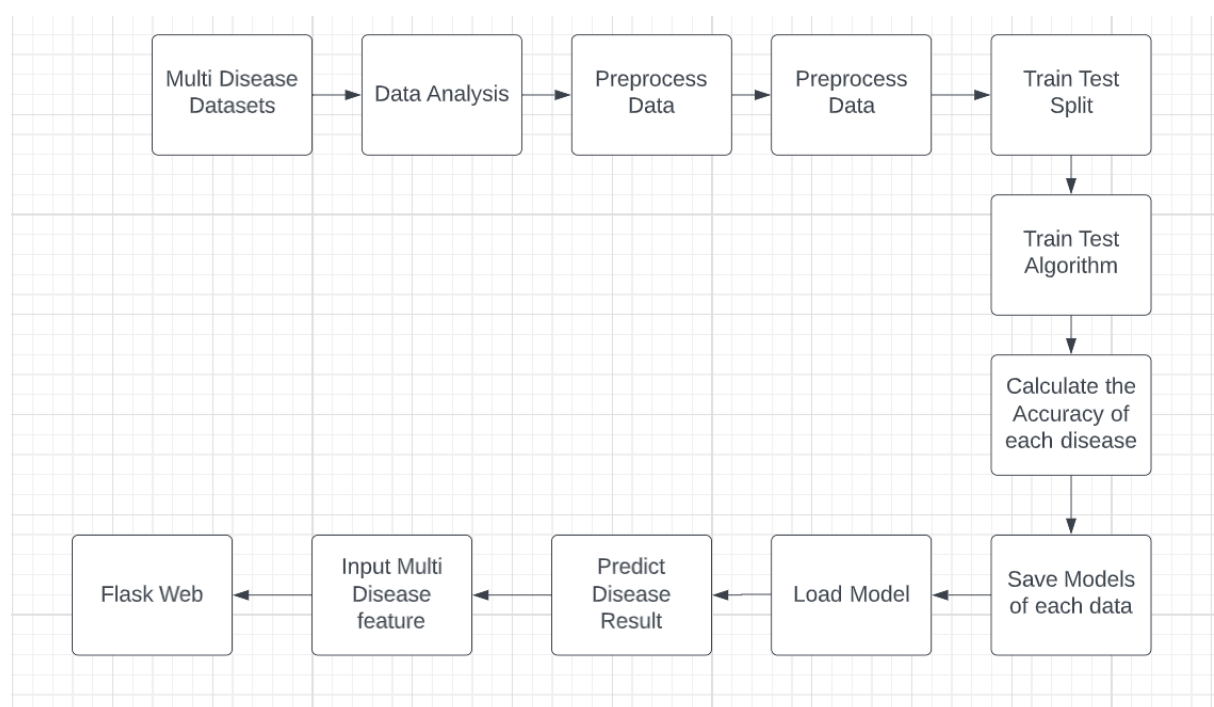 Multi Disease
Datasets
Data Analysis
Preprocess
Data
Preprocess
Data
Train Test
Split
Train Test
Algorithm
Calculate the
Accuracy of
each disease
Save Models
of each data
Load Model
Predict
Disease
Result
Input Multi
Disease
feature
Flask Web